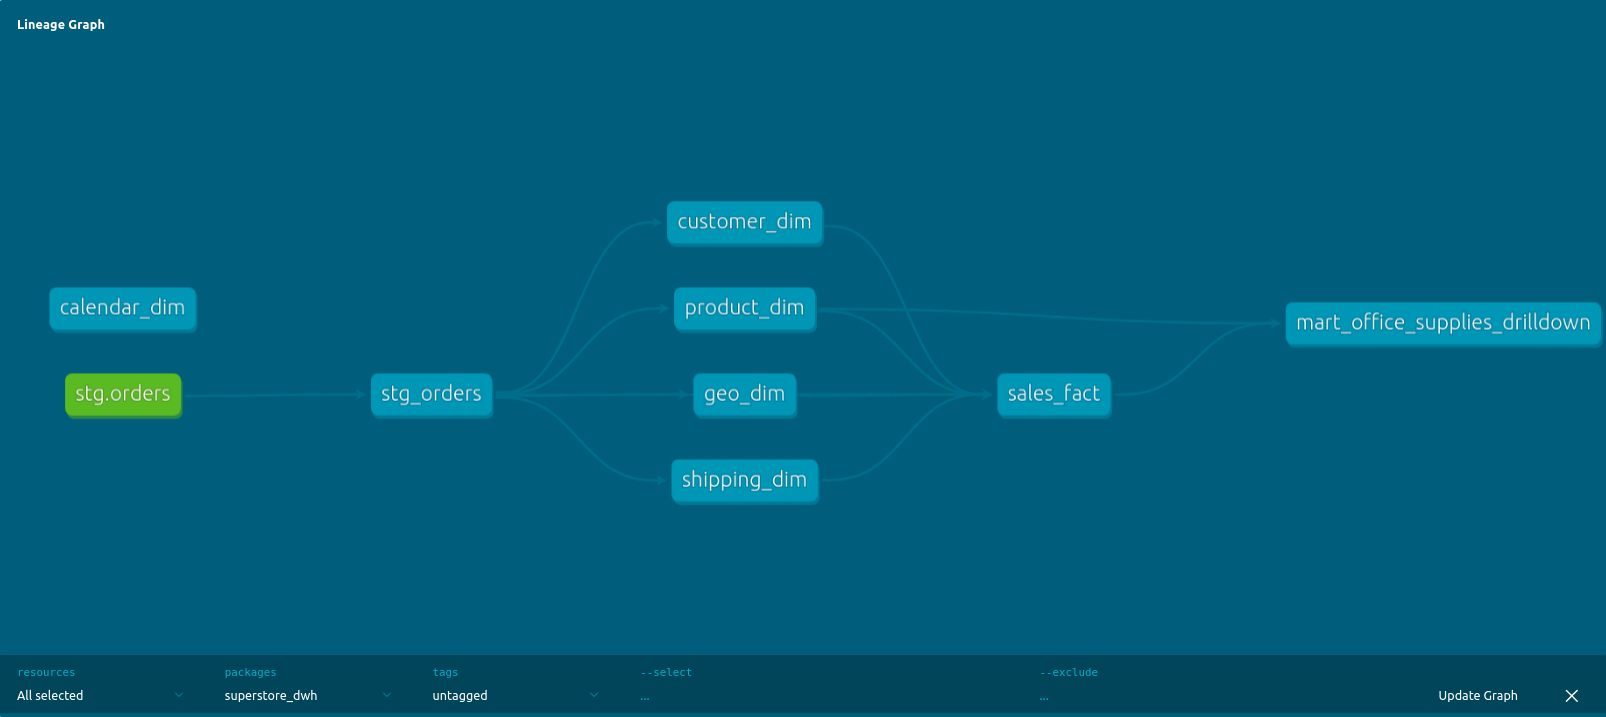 Lineage Graph
customer_dim
calendar_dim
product_dim
mart_office_supplies_drilldown
stg.orders
stg_orders
geo_dim
sales_fact
shipping_dim
resources
packages
tags
--select
--exclude
All selected
superstore_dwh
untagged
...
...
Update Graph